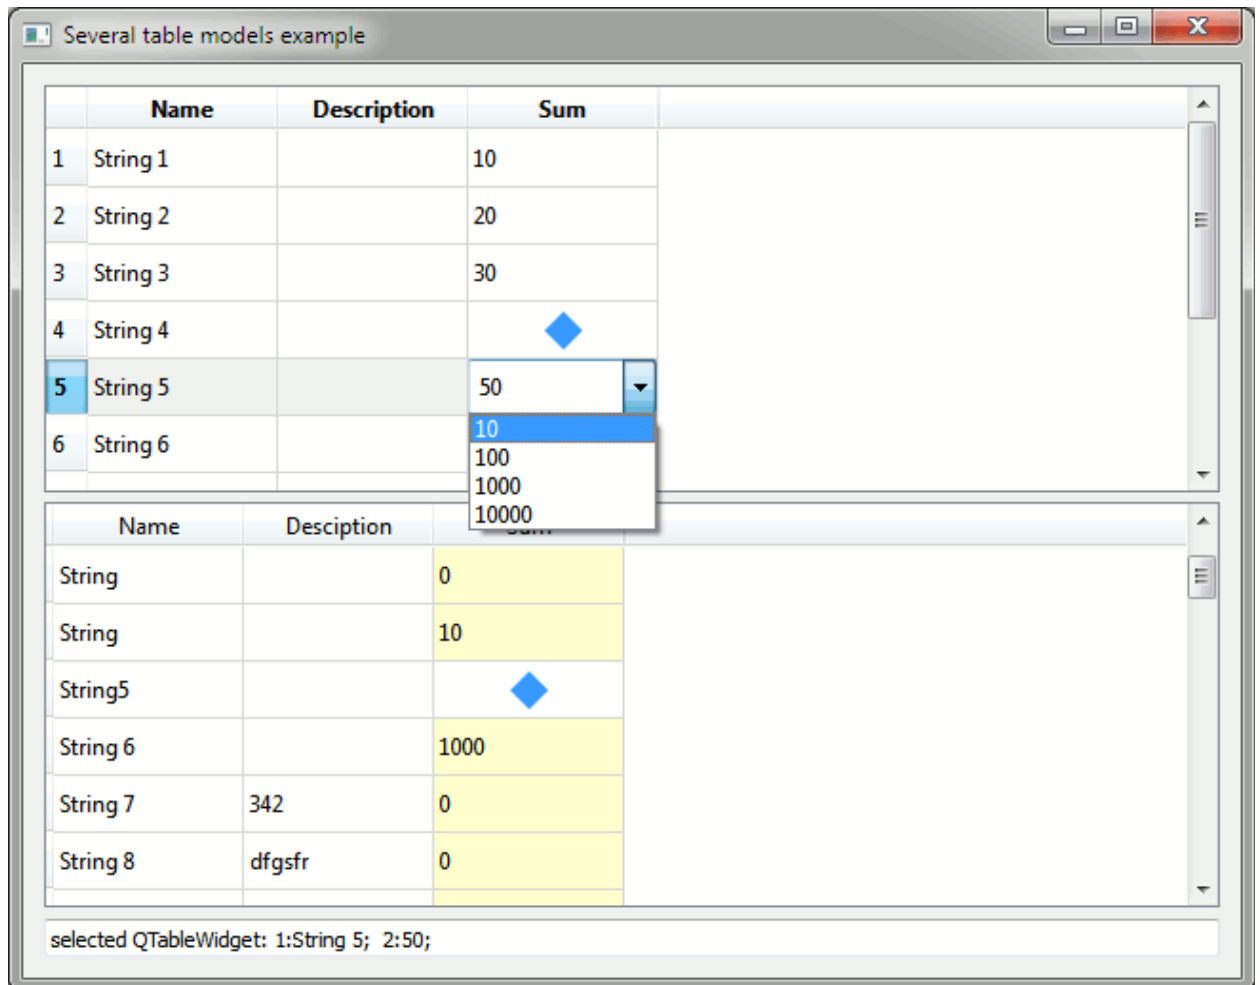 Several table models example
Name Description Sum
1 String 1 10
2 String 2 20
3 String 3 30
4 String 4
5 String 5 50
6 String 6
10
100
1000
10000
Name Desciption Sum
String 0
String 10
String5
String 6 1000
String 7 342 0
String 8 dfgsfr 0
selected QTableWidget: 1:String 5; 2:50;